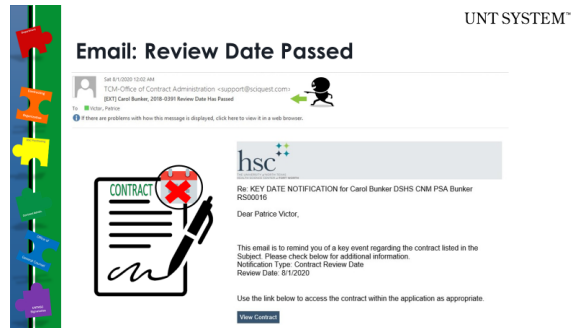 UNT SYSTEM™
Email: Review Date Passed
Sat 8/1/2020 12:02 AM
TCM-Office of Contract Administration <support@sciquest.com>
[EXT] Carol Bunker, 2018-0391 Review Date Has Passed
To Victor, Patrice
If there are problems with how this message is displayed, click here to view it in a web browser.
hsc
CONTRACT
Re: KEY DATE NOTIFICATION for Carol Bunker DSHS CNM PSA Bunker
RS00016
Dear Patrice Victor,
This email is to remind you of a key event regarding the contract listed in the
Subject. Please check below for additional information.
Notification Type: Contract Review Date
Review Date: 8/1/2020
Use the link below to access the contract within the application as appropriate.
View Contract